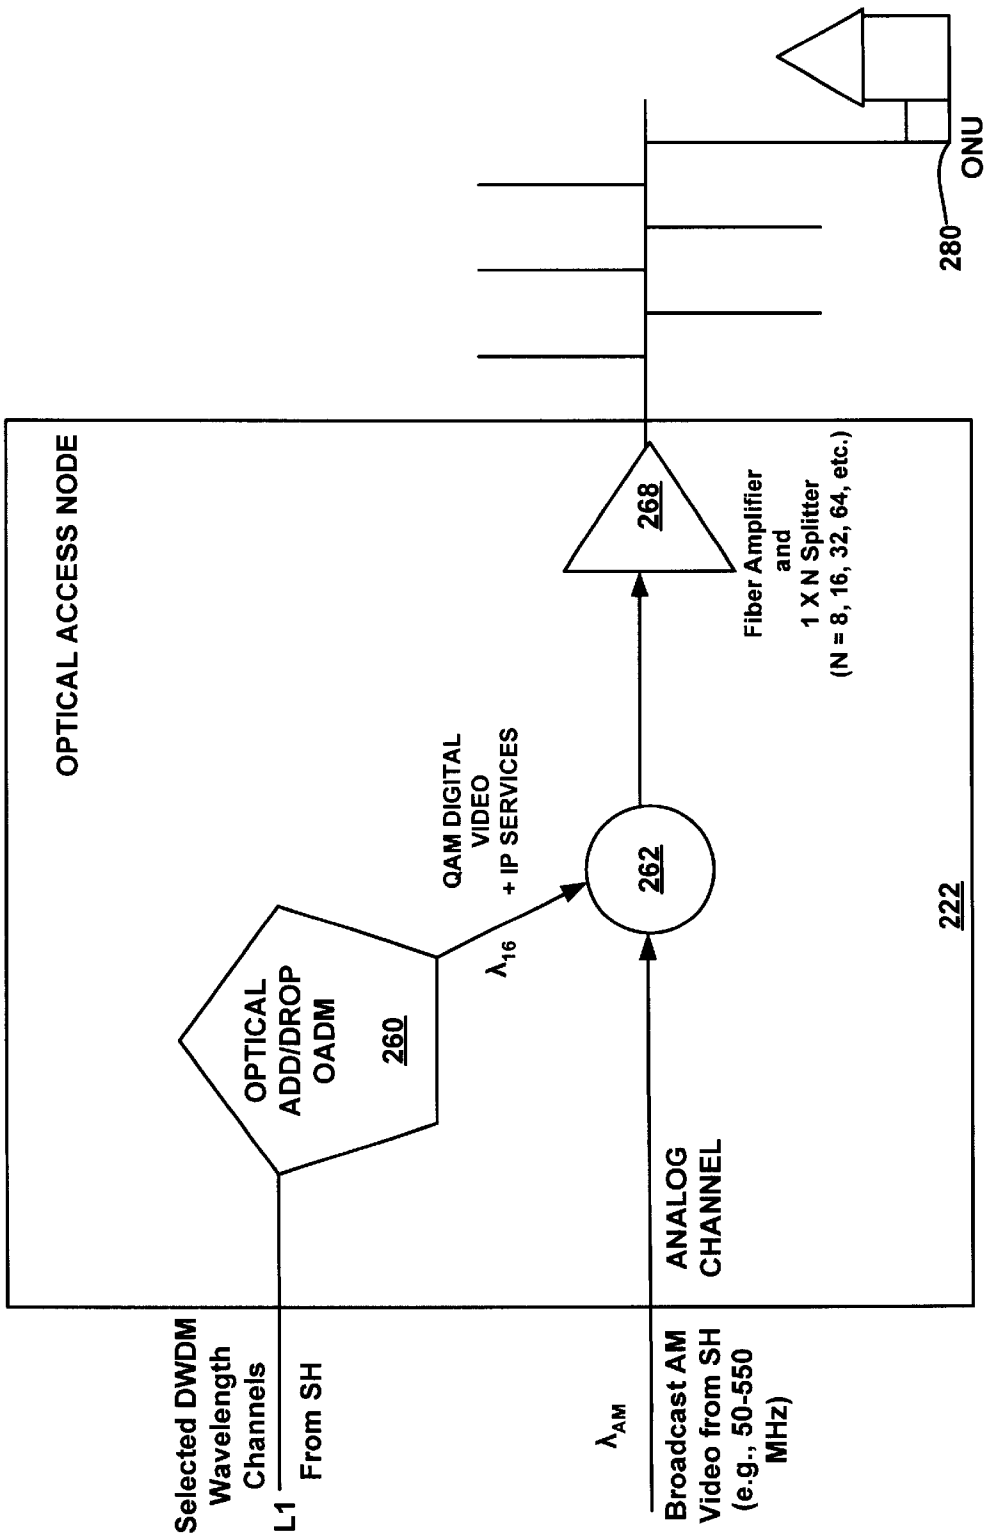 OPTICAL ACCESS NODE
Selected DWDM
Wavelength
Channels
L1
From SH
OPTICAL
ADD/DROP
OADM
260
λ16
QAM DIGITAL
VIDEO
+ IP SERVICES
λAM
Broadcast AM
Video from SH
(e.g., 50-550
MHz)
ANALOG
CHANNEL
262
268
Fiber Amplifier
and
1 X N Splitter
(N = 8, 16, 32, 64, etc.)
222
280
ONU